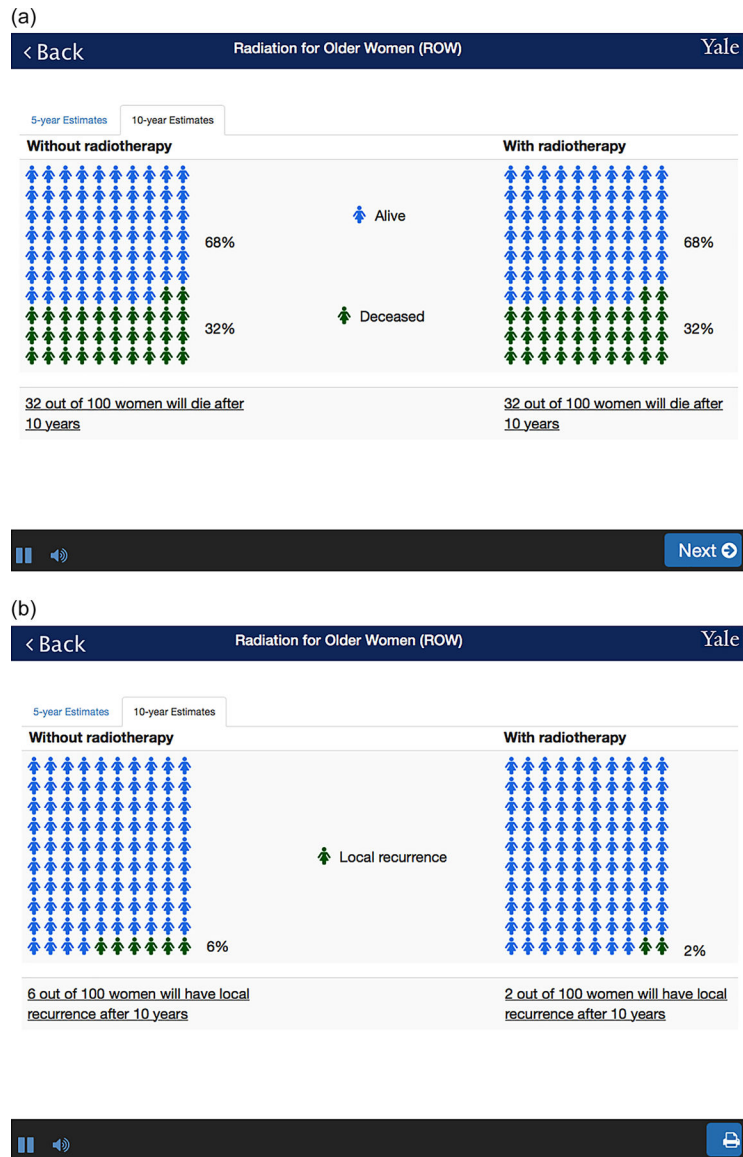 (a)
< Back Radiation for Older Women (ROW) Yale
5-year Estimates 10-year Estimates
Without radiotherapy With radiotherapy
Alive
68% 68%
Deceased
32% 32%
32 out of 100 women will die after 32 out of 100 women will die after
10 years 10 years
Next
(b)
< Back Radiation for Older Women (ROW) Yale
5-year Estimates 10-year Estimates
Without radiotherapy With radiotherapy
Local recurrence
6% 2%
6 out of 100 women will have local 2 out of 100 women will have local
recurrence after 10 years recurrence after 10 years